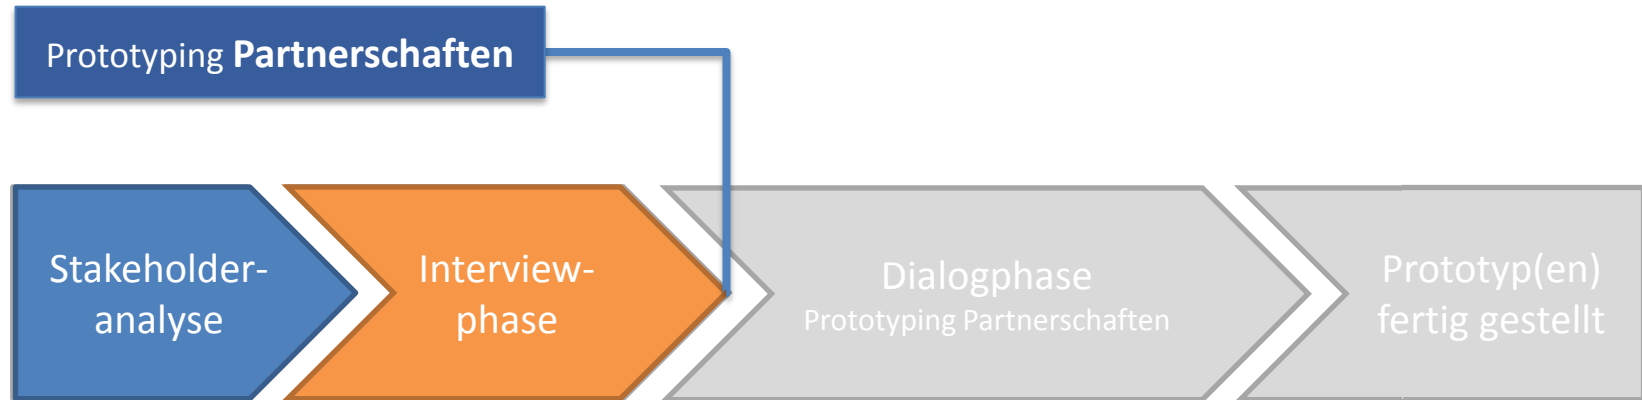 Prototyping Partnerschaften
Stakeholder-
analyse
Interview-
phase
Dialogphase
Prototyping Partnerschaften
Prototyp(en)
fertig gestellt